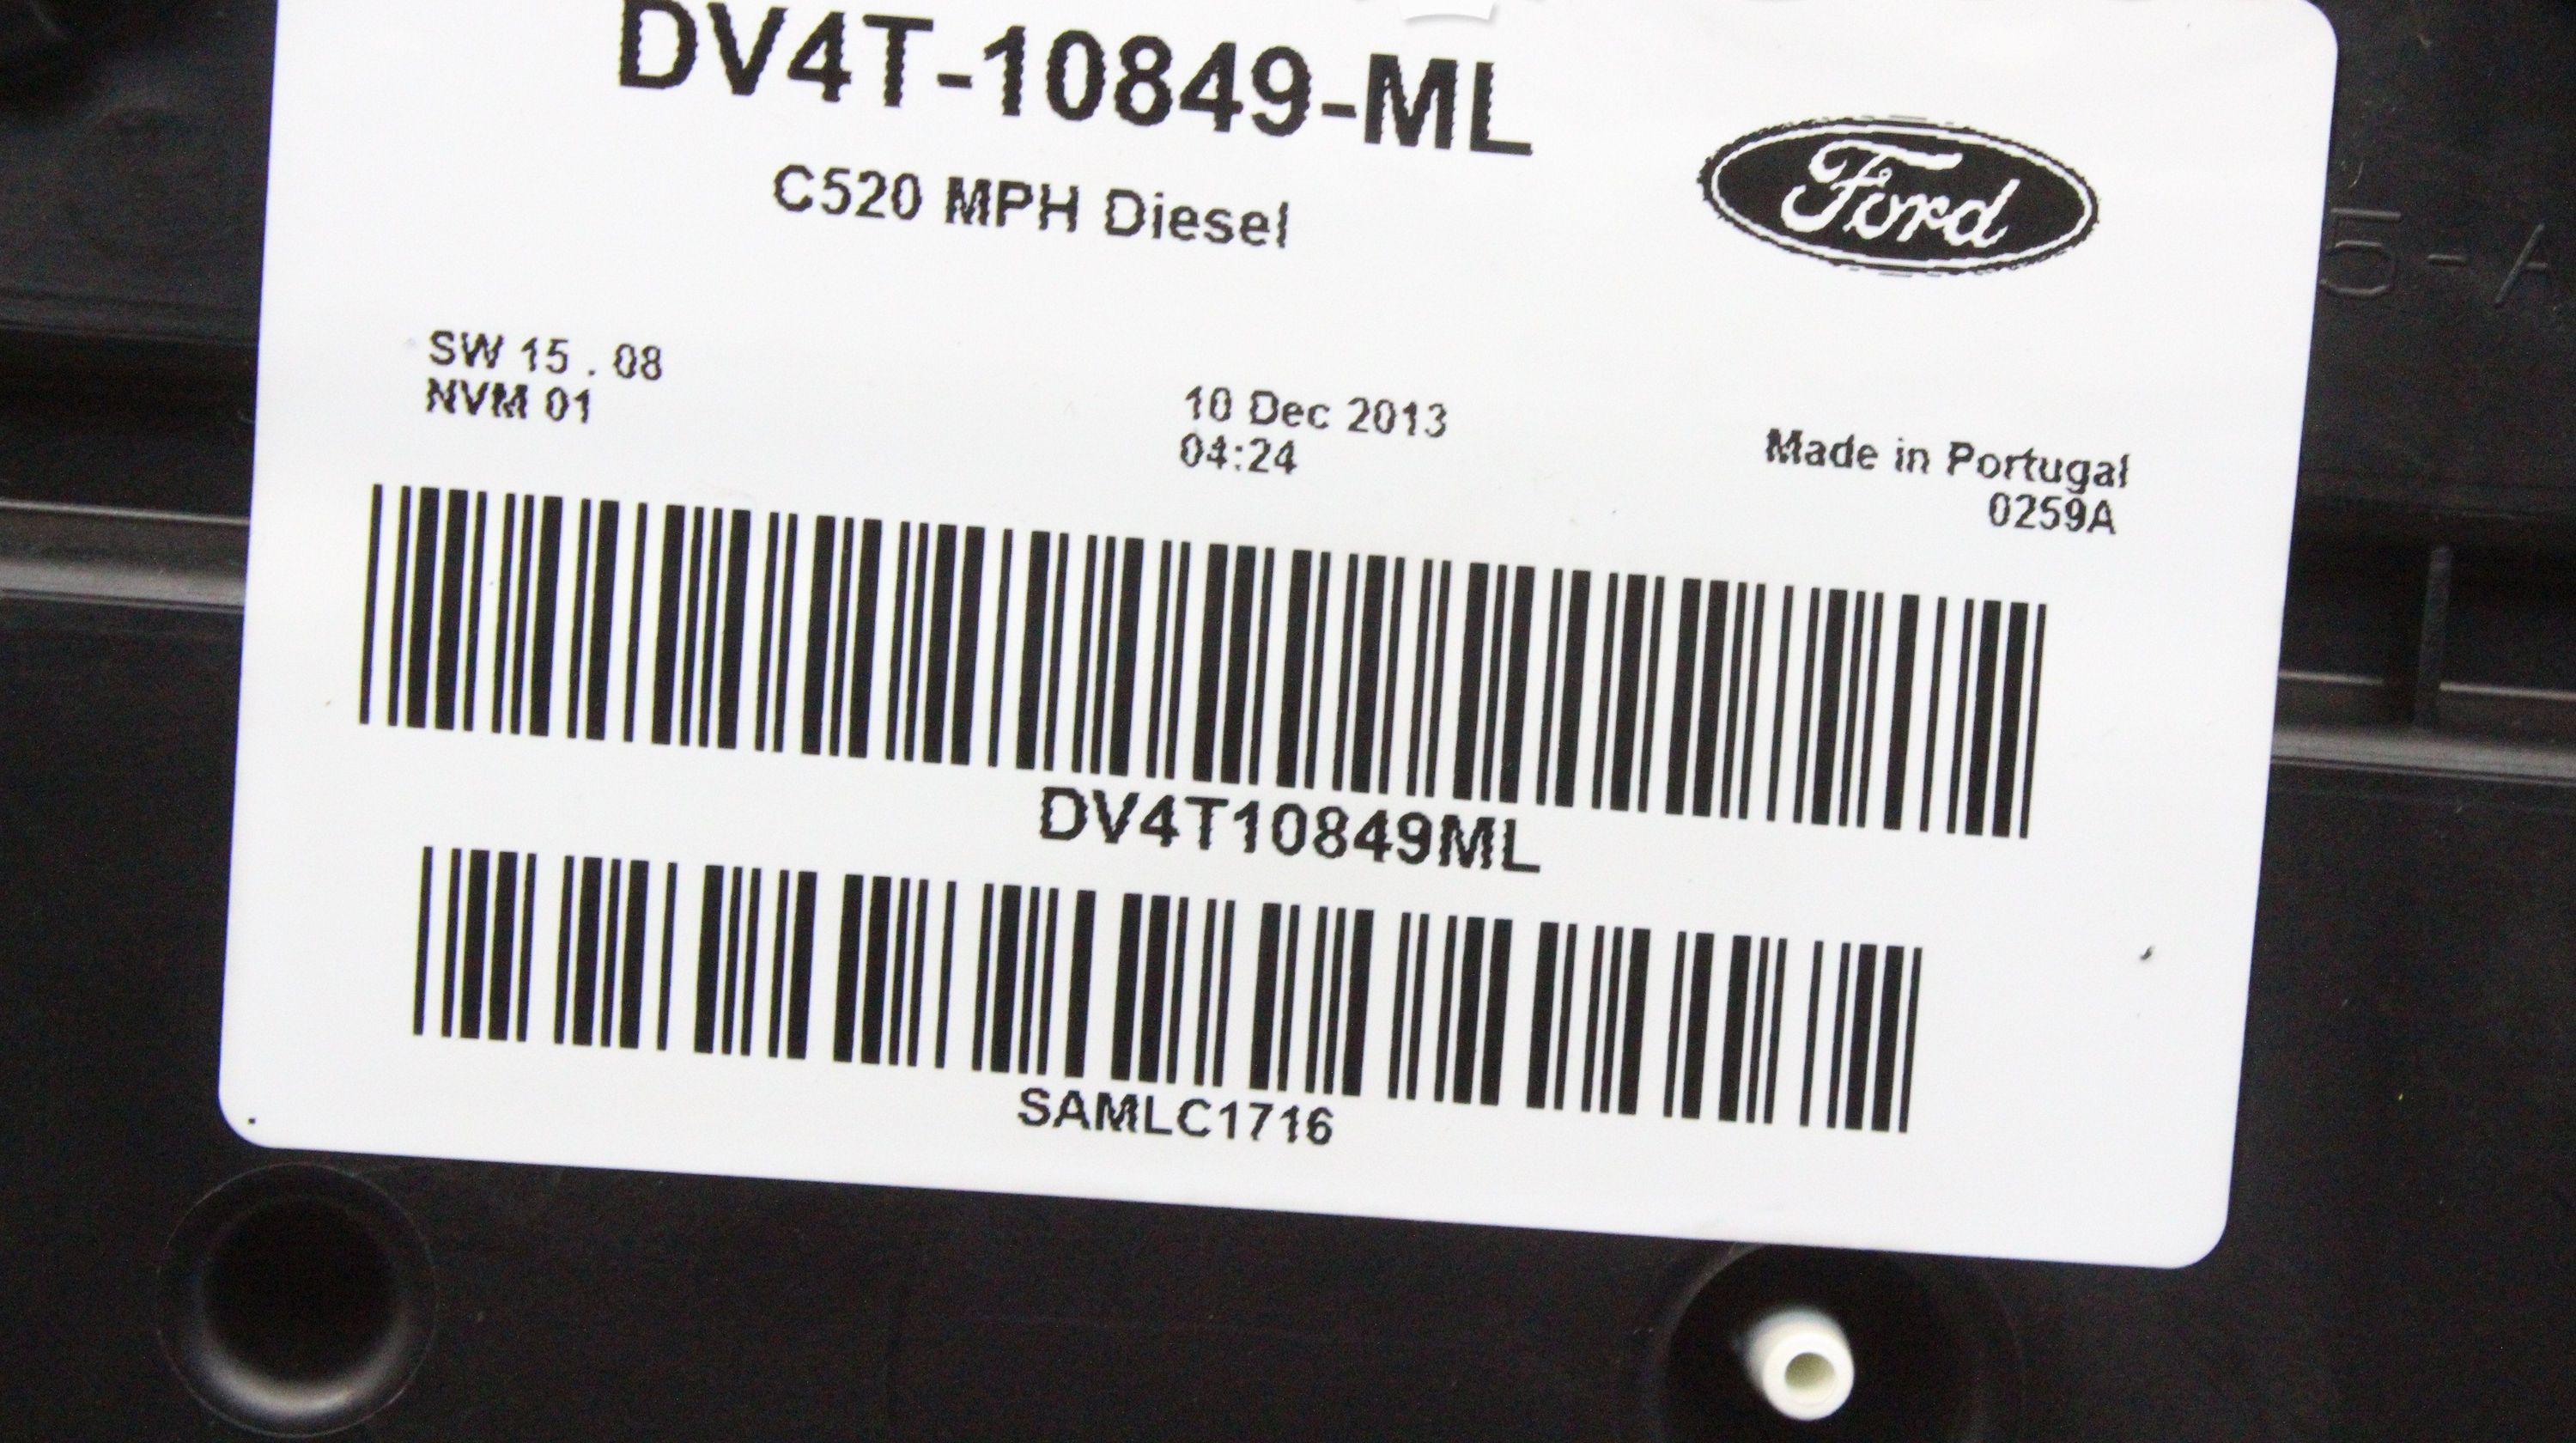 DV4T-10849-ML
C520 MPH Diesel
Ford
SW 15 . 08
NVM 01
10 Dec 2013
04:24
Made in Portugal
0259A
DV4T10849ML
SAMLC1716
5-A